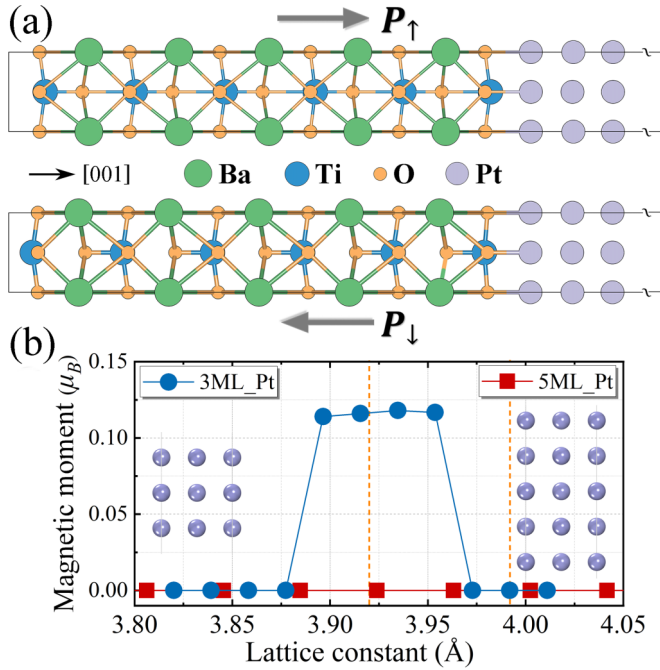 (a)
P↑
[001] Ba Ti O Pt
P↓
(b)
3ML_Pt 5ML_Pt
Magnetic moment (μB)
0.15
0.10
0.05
0.00
3.80 3.85 3.90 3.95 4.00 4.05
Lattice constant (Å)